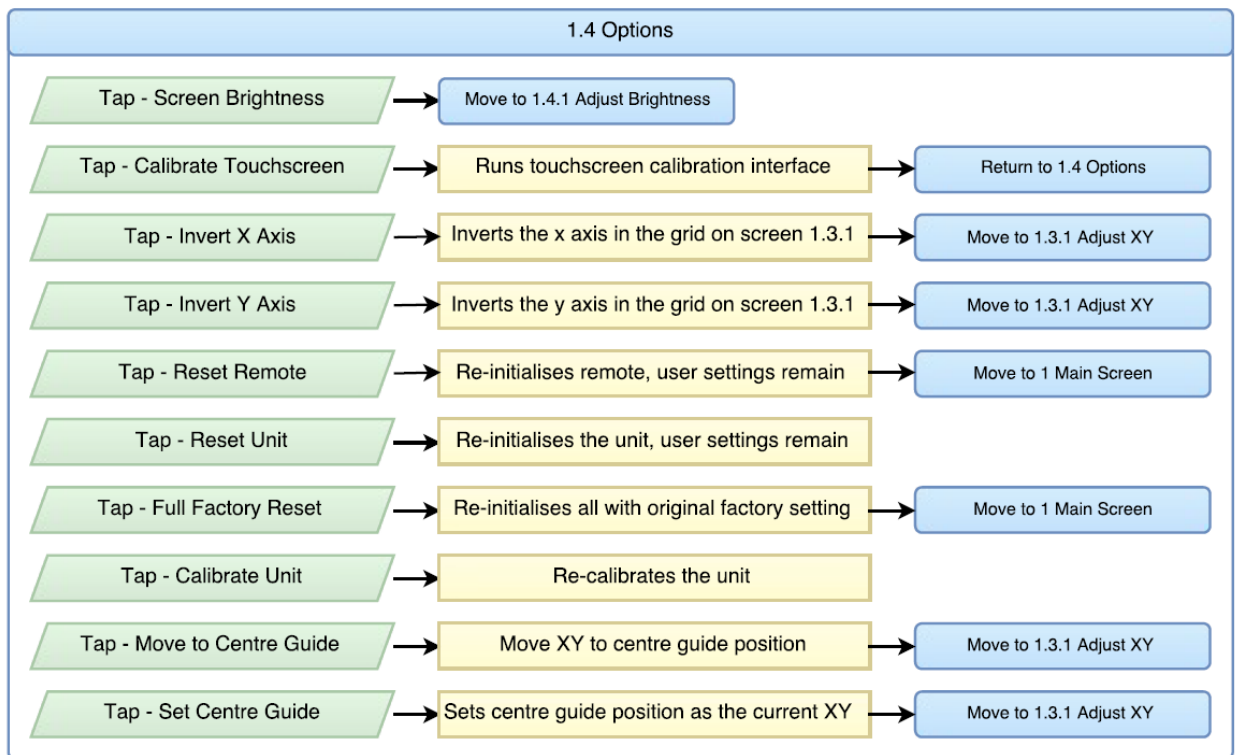 1.4 Options
Tap - Screen Brightness
Move to 1.4.1 Adjust Brightness
Tap - Calibrate Touchscreen
Runs touchscreen calibration interface
Return to 1.4 Options
Tap - Invert X Axis
Inverts the x axis in the grid on screen 1.3.1
Move to 1.3.1 Adjust XY
Tap - Invert Y Axis
Inverts the y axis in the grid on screen 1.3.1
Move to 1.3.1 Adjust XY
Tap - Reset Remote
Re-initialises remote, user settings remain
Move to 1 Main Screen
Tap - Reset Unit
Re-initialises the unit, user settings remain
Tap - Full Factory Reset
Re-initialises all with original factory setting
Move to 1 Main Screen
Tap - Calibrate Unit
Re-calibrates the unit
Tap - Move to Centre Guide
Move XY to centre guide position
Move to 1.3.1 Adjust XY
Tap - Set Centre Guide
Sets centre guide position as the current XY
Move to 1.3.1 Adjust XY